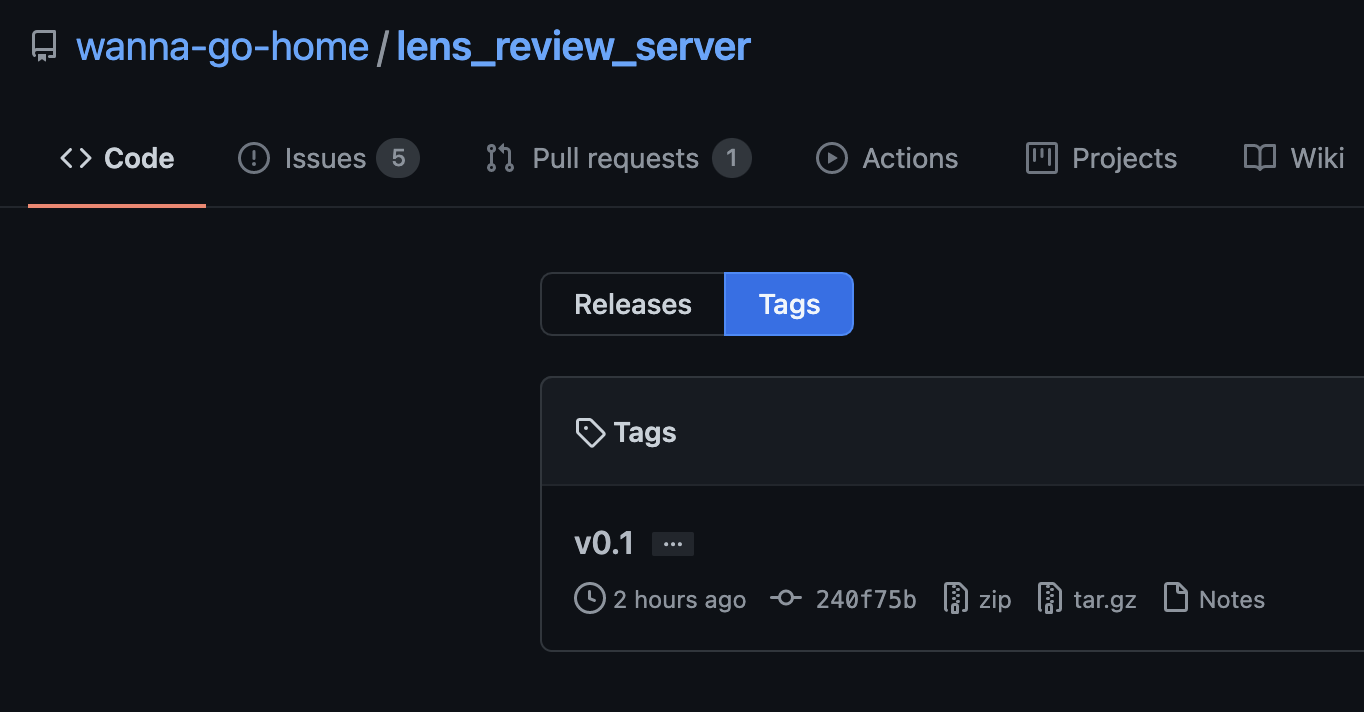 wanna-go-home / lens_review_server
<> Code Issues 5 Pull requests 1 Actions Projects Wiki
Releases Tags
Tags
v0.1 ...
2 hours ago 240f75b zip tar.gz Notes